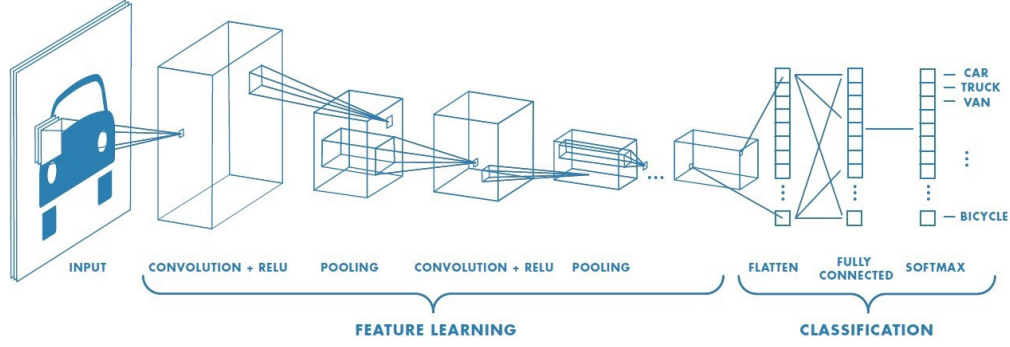 CAR
TRUCK
VAN
BICYCLE
INPUT
CONVOLUTION + RELU
POOLING
CONVOLUTION + RELU
POOLING
FLATTEN
FULLY
CONNECTED
SOFTMAX
FEATURE LEARNING
CLASSIFICATION